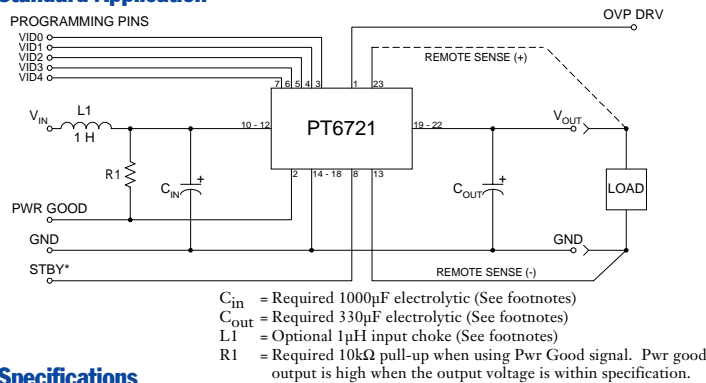 Standard Application
PROGRAMMING PINS
OVP DRV
VID0
VID1
VID2
VID3
VID4
REMOTE SENSE (+)
7 6 5 4 3
1 23
VIN
L1
1 H
10 - 12
PT6721
19 - 22
VOUT
R1
CIN
+
COUT
+
LOAD
2 14 - 18 8 13
PWR GOOD
GND
GND
STBY*
REMOTE SENSE (-)
Cin = Required 1000µF electrolytic (See footnotes)
Cout = Required 330µF electrolytic (See footnotes)
L1 = Optional 1µH input choke (See footnotes)
R1 = Required 10kΩ pull-up when using Pwr Good signal. Pwr good
output is high when the output voltage is within specification.
Specifications